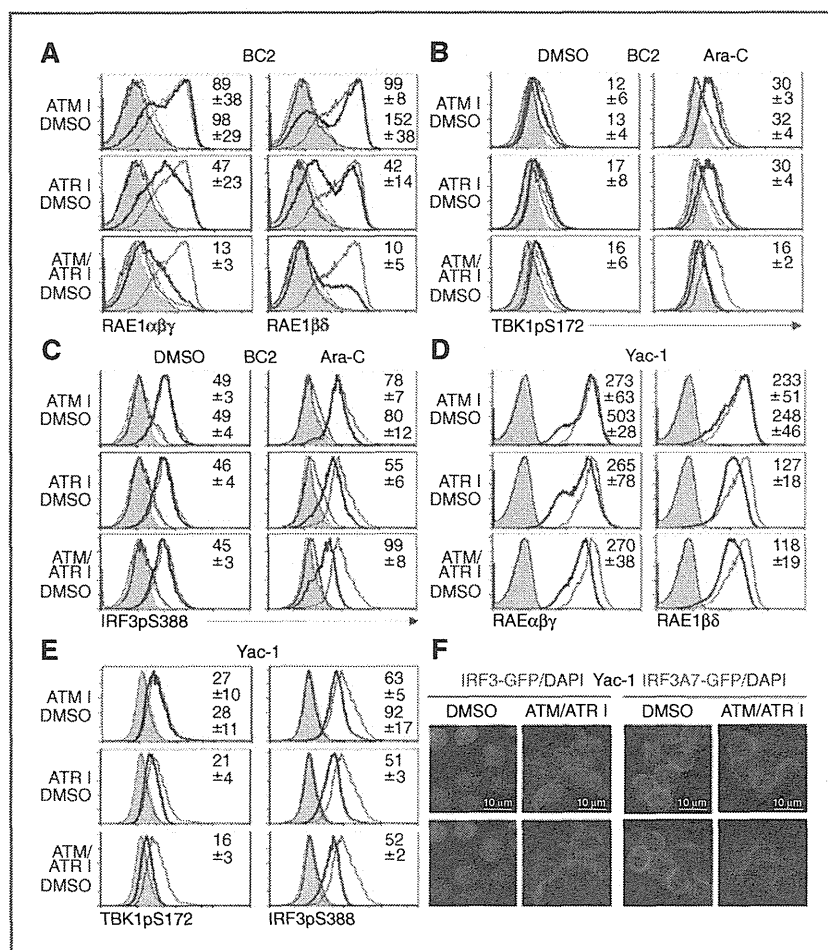 A
BC2
ATM I
DMSO
89
±38
98
±29
99
±8
152
±38
ATR I
DMSO
47
±23
42
±14
ATM/
ATR I
DMSO
13
±3
10
±5
RAE1αβγ
RAE1βδ
B
DMSO BC2 Ara-C
ATM I
DMSO
12
±6
13
±4
30
±3
32
±4
ATR I
DMSO
17
±8
30
±4
ATM/
ATR I
DMSO
16
±6
16
±2
TBK1pS172
C
DMSO BC2 Ara-C
ATM I
DMSO
49
±3
49
±4
78
±7
80
±12
ATR I
DMSO
46
±4
55
±6
ATM/
ATR I
DMSO
45
±3
99
±8
IRF3pS388
D
Yac-1
ATM I
DMSO
273
±63
503
±28
233
±51
248
±46
ATR I
DMSO
265
±78
127
±18
ATM/
ATR I
DMSO
270
±38
118
±19
RAEαβγ
RAE1βδ
E
Yac-1
ATM I
DMSO
27
±10
28
±11
63
±5
92
±17
ATR I
DMSO
21
±4
51
±3
ATM/
ATR I
DMSO
16
±3
52
±2
TBK1pS172
IRF3pS388
F
IRF3-GFP/DAPI Yac-1 IRF3A7-GFP/DAPI
DMSO ATM/ATR I DMSO ATM/ATR I
10 μm
10 μm
10 μm
10 μm